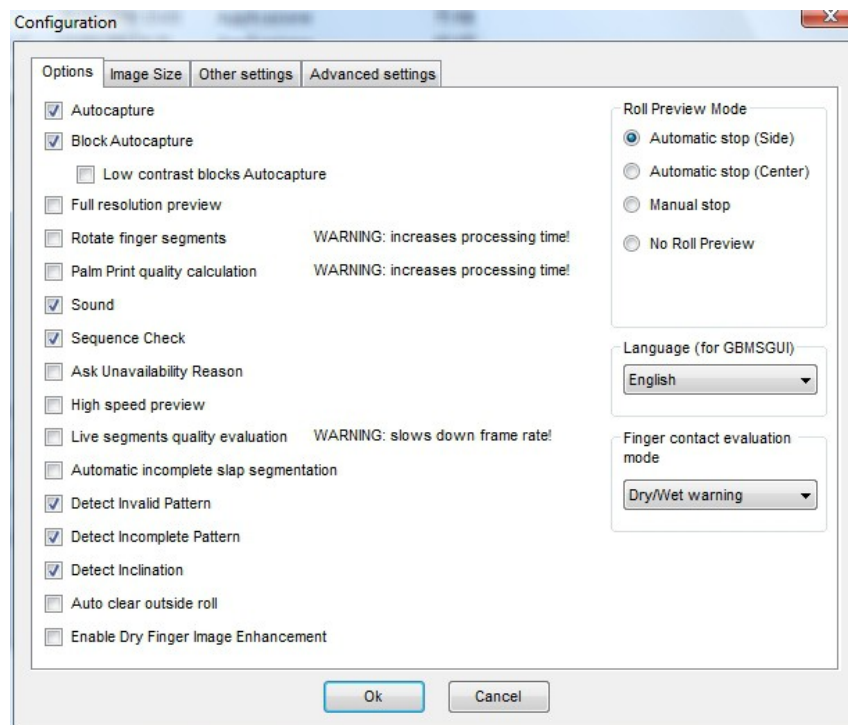 Configuration
Options Image Size Other settings Advanced settings
Autocapture
Block Autocapture
Low contrast blocks Autocapture
Full resolution preview
Rotate finger segments WARNING: increases processing time!
Palm Print quality calculation WARNING: increases processing time!
Sound
Sequence Check
Ask Unavailability Reason
High speed preview
Live segments quality evaluation WARNING: slows down frame rate!
Automatic incomplete slap segmentation
Detect Invalid Pattern
Detect Incomplete Pattern
Detect Inclination
Auto clear outside roll
Enable Dry Finger Image Enhancement
Roll Preview Mode
Automatic stop (Side)
Automatic stop (Center)
Manual stop
No Roll Preview
Language (for GBMSGUI)
English
Finger contact evaluation
mode
Dry/Wet warning
Ok Cancel